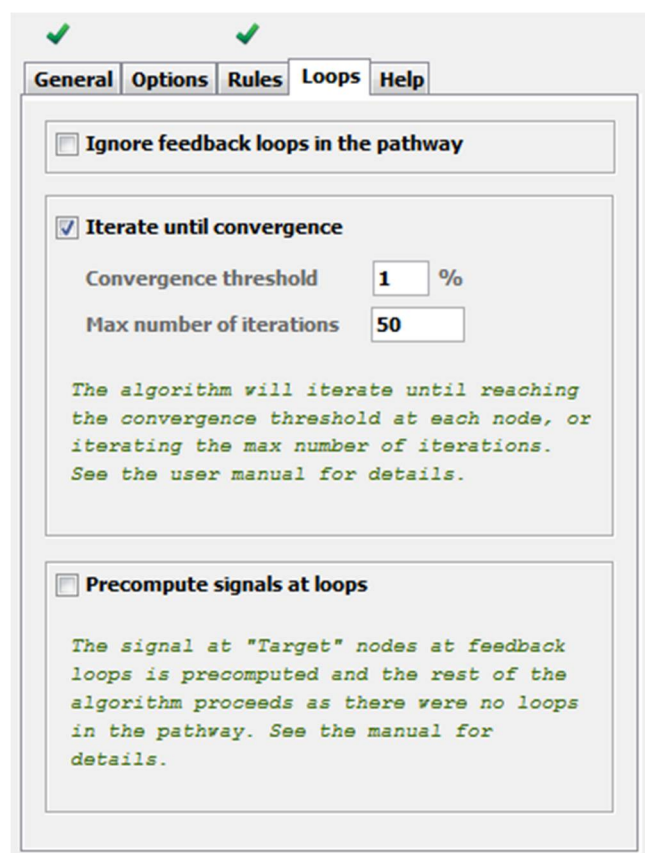 General Options Rules Loops Help
Ignore feedback loops in the pathway
Iterate until convergence
Convergence threshold 1 %
Max number of iterations 50
The algorithm will iterate until reaching
the convergence threshold at each node, or
iterating the max number of iterations.
See the user manual for details.
Precompute signals at loops
The signal at "Target" nodes at feedback
loops is precomputed and the rest of the
algorithm proceeds as there were no loops
in the pathway. See the manual for
details.